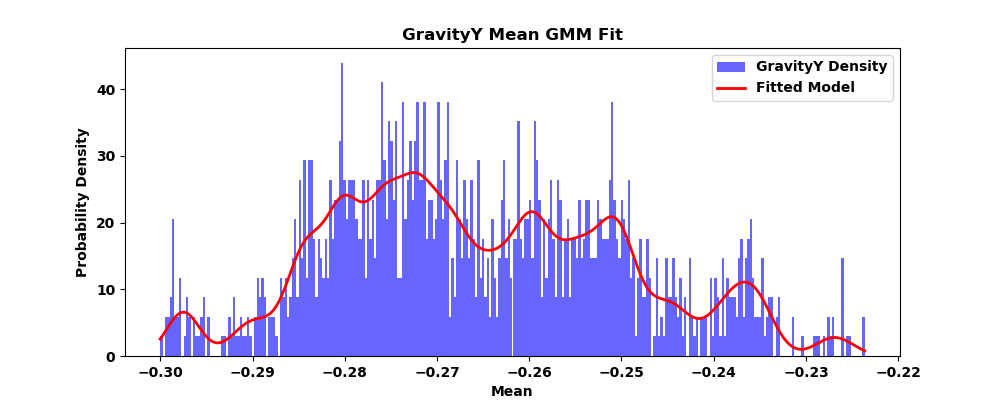 GravityY Mean GMM Fit
GravityY Density
Fitted Model
Probability Density
40
30
20
10
0
−0.30 −0.29 −0.28 −0.27 −0.26 −0.25 −0.24 −0.23 −0.22
Mean